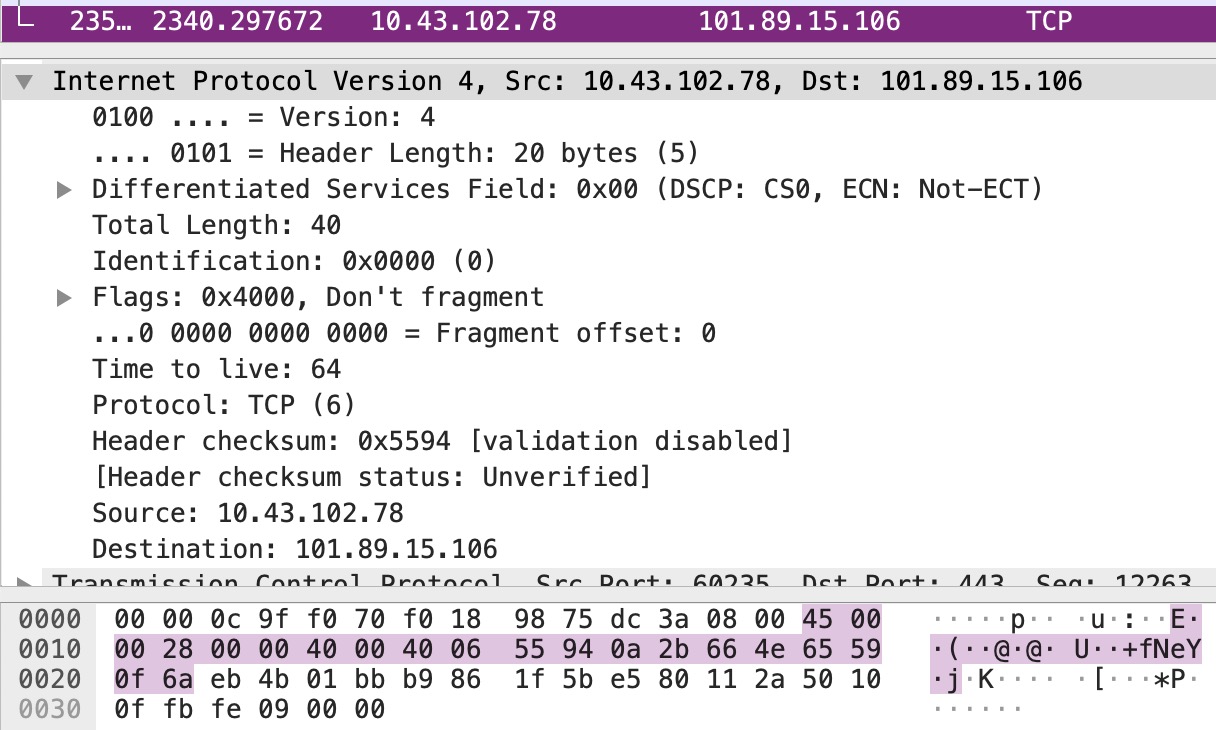 235… 2340.297672 10.43.102.78 101.89.15.106 TCP
Internet Protocol Version 4, Src: 10.43.102.78, Dst: 101.89.15.106
0100 .... = Version: 4
.... 0101 = Header Length: 20 bytes (5)
Differentiated Services Field: 0x00 (DSCP: CS0, ECN: Not-ECT)
Total Length: 40
Identification: 0x0000 (0)
Flags: 0x4000, Don't fragment
...0 0000 0000 0000 = Fragment offset: 0
Time to live: 64
Protocol: TCP (6)
Header checksum: 0x5594 [validation disabled]
[Header checksum status: Unverified]
Source: 10.43.102.78
Destination: 101.89.15.106
Transmission Control Protocol, Src Port: 60235, Dst Port: 443, Seq: 12263
0000 00 00 0c 9f f0 70 f0 18 98 75 dc 3a 08 00 45 00 ·····p·· ·u·:··E·
0010 00 28 00 00 40 00 40 06 55 94 0a 2b 66 4e 65 59 ·(··@·@· U··+fNeY
0020 0f 6a eb 4b 01 bb b9 86 1f 5b e5 80 11 2a 50 10 ·j·K···· ·[···*P·
0030 0f fb fe 09 00 00 ······